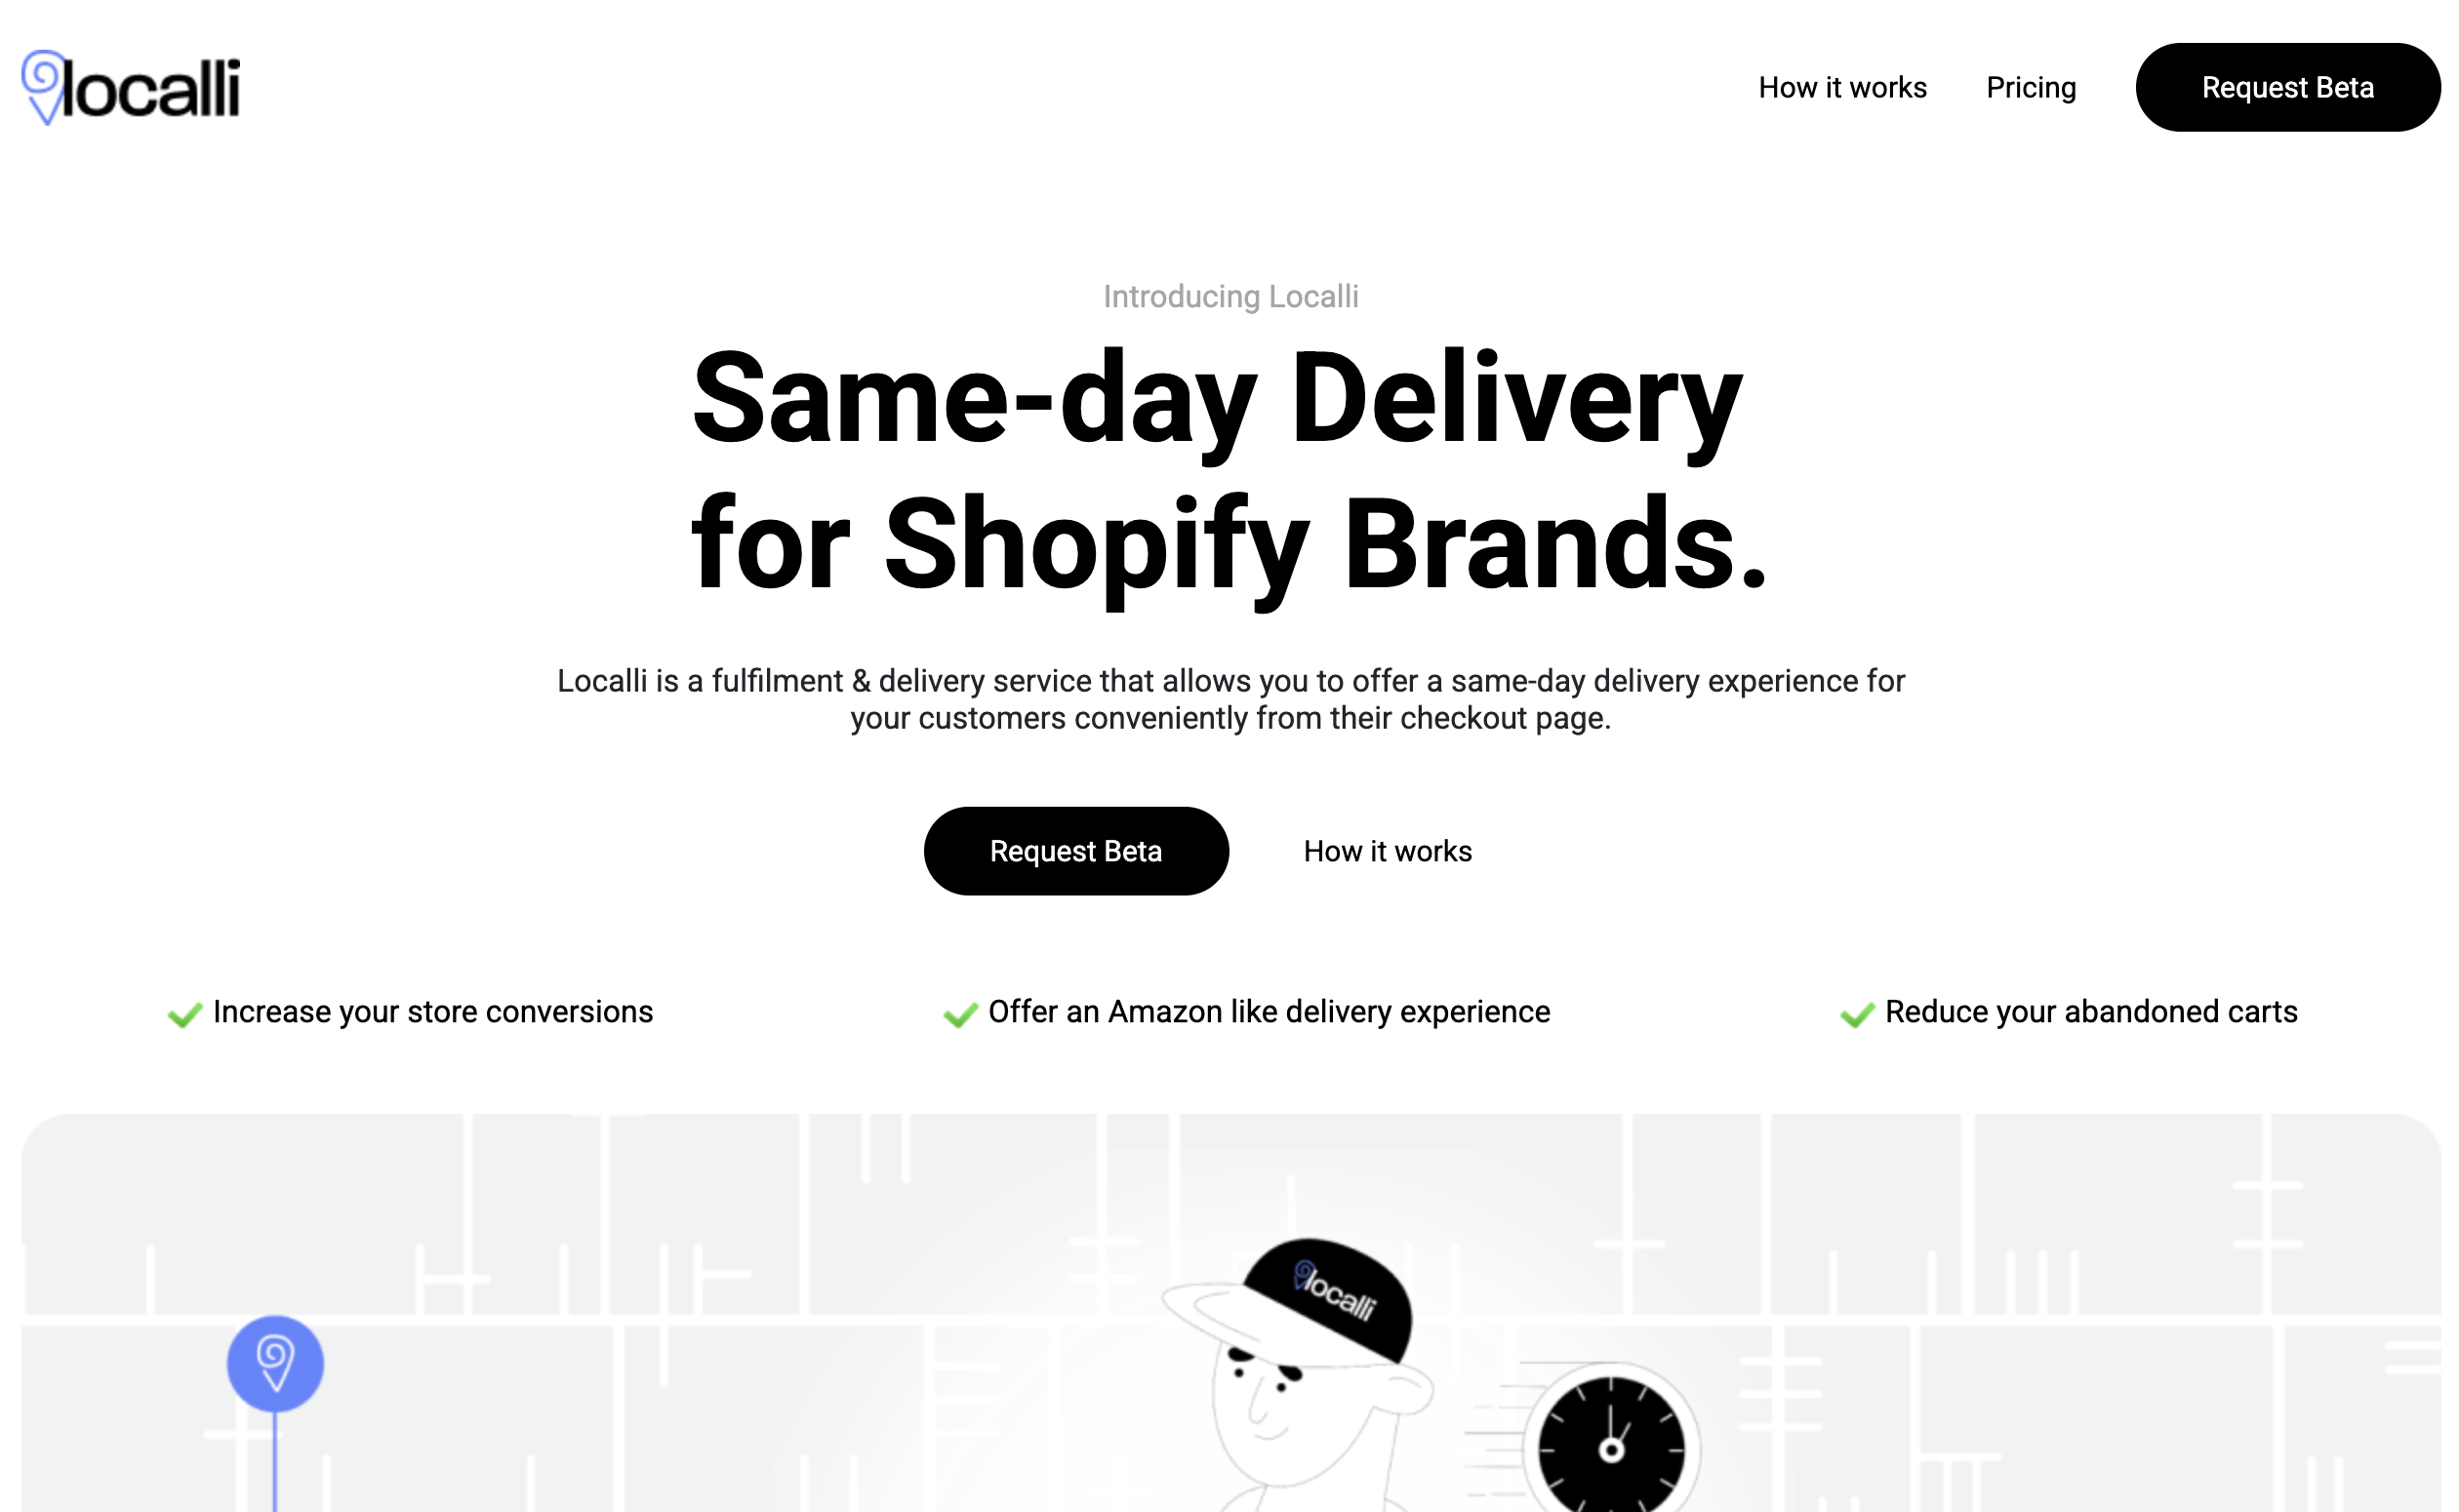 localli
How it works
Pricing
Request Beta
Introducing Localli
Same-day Delivery
for Shopify Brands.
Localli is a fulfilment & delivery service that allows you to offer a same-day delivery experience for
your customers conveniently from their checkout page.
Request Beta
How it works
Increase your store conversions
Offer an Amazon like delivery experience
Reduce your abandoned carts
localli